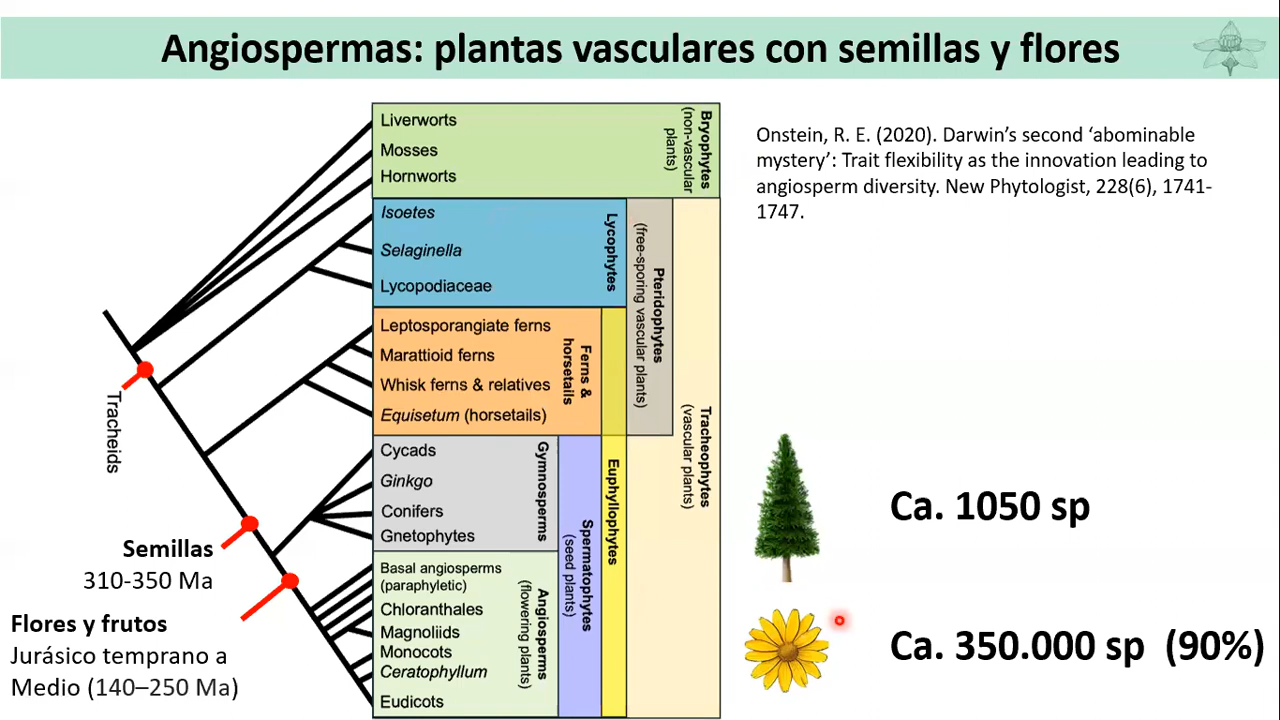 Angiospermas: plantas vasculares con semillas y flores
Liverworts
Mosses
Hornworts
Bryophytes
(non-vascular
plants)
Isoetes
Selaginella
Lycopodiaceae
Lycophytes
Leptosporangiate ferns
Marattioid ferns
Whisk ferns & relatives
Equisetum (horsetails)
Ferns &
horsetails
Pteridophytes
(free-sporing vascular plants)
Cycads
Ginkgo
Conifers
Gnetophytes
Gymnosperms
Basal angiosperms
(paraphyletic)
Chloranthales
Magnoliids
Monocots
Ceratophyllum
Eudicots
Angiosperms
(flowering plants)
Spermatophytes
(seed plants)
Euphyllophytes
Tracheophytes
(vascular plants)
Tracheids
Semillas
310-350 Ma
Flores y frutos
Jurásico temprano a
Medio (140–250 Ma)
Onstein, R. E. (2020). Darwin’s second ‘abominable
mystery’: Trait flexibility as the innovation leading to
angiosperm diversity. New Phytologist, 228(6), 1741-
1747.
Ca. 1050 sp
Ca. 350.000 sp (90%)